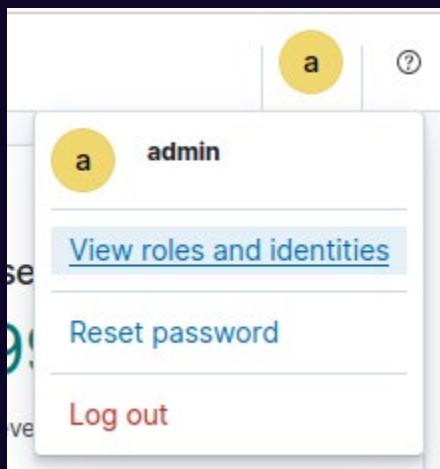 a
a
admin
View roles and identities
Reset password
Log out